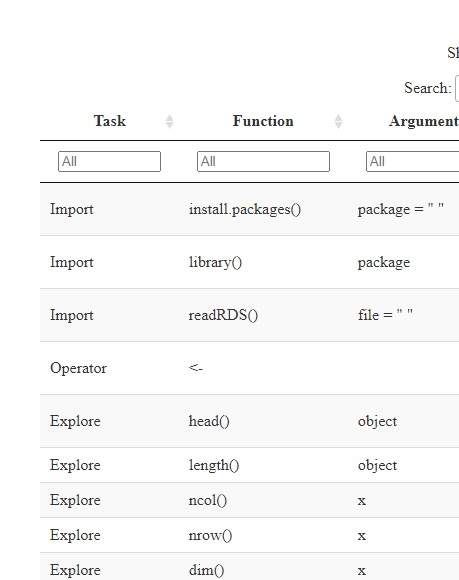 Search:
Task Function Argument
All All All
Import install.packages() package = " "
Import library() package
Import readRDS() file = " "
Operator <-
Explore head() object
Explore length() object
Explore ncol() x
Explore nrow() x
Explore dim() x